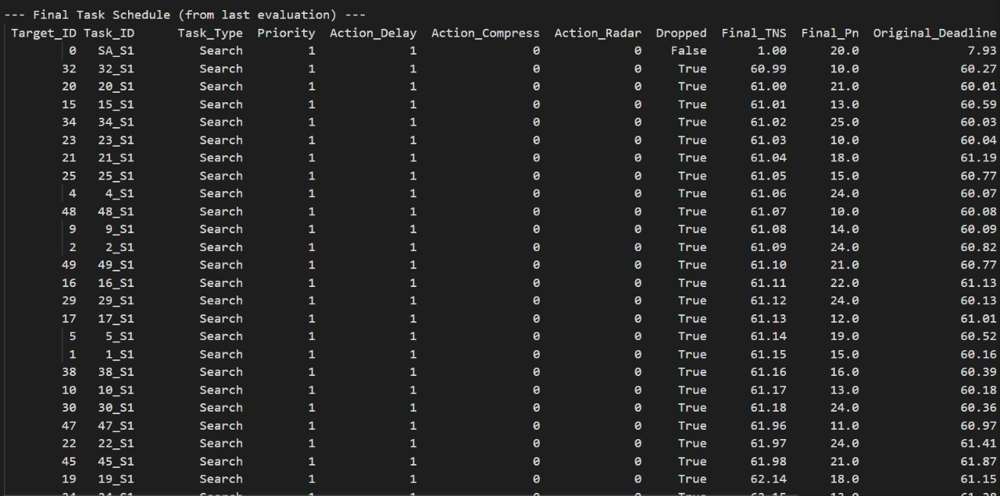 --- Final Task Schedule (from last evaluation) ---
Target_ID Task_ID Task_Type Priority Action_Delay Action_Compress Action_Radar Dropped Final_TNS Final_Pn Original_Deadline
0 SA_S1 Search 1 1 0 0 False 1.00 20.0 7.93
32 32_S1 Search 1 1 0 0 True 60.99 10.0 60.27
20 20_S1 Search 1 1 0 0 True 61.00 21.0 60.01
15 15_S1 Search 1 1 0 0 True 61.01 13.0 60.59
34 34_S1 Search 1 1 0 0 True 61.02 25.0 60.03
23 23_S1 Search 1 1 0 0 True 61.03 10.0 60.04
21 21_S1 Search 1 1 0 0 True 61.04 18.0 61.19
25 25_S1 Search 1 1 0 0 True 61.05 15.0 60.77
4 4_S1 Search 1 1 0 0 True 61.06 24.0 60.07
48 48_S1 Search 1 1 0 0 True 61.07 10.0 60.08
9 9_S1 Search 1 1 0 0 True 61.08 14.0 60.09
2 2_S1 Search 1 1 0 0 True 61.09 24.0 60.82
49 49_S1 Search 1 1 0 0 True 61.10 21.0 60.77
16 16_S1 Search 1 1 0 0 True 61.11 22.0 61.13
29 29_S1 Search 1 1 0 0 True 61.12 24.0 60.13
17 17_S1 Search 1 1 0 0 True 61.13 12.0 61.01
5 5_S1 Search 1 1 0 0 True 61.14 19.0 60.52
1 1_S1 Search 1 1 0 0 True 61.15 15.0 60.16
38 38_S1 Search 1 1 0 0 True 61.16 16.0 60.39
10 10_S1 Search 1 1 0 0 True 61.17 13.0 60.18
30 30_S1 Search 1 1 0 0 True 61.18 24.0 60.36
47 47_S1 Search 1 1 0 0 True 61.96 11.0 60.97
22 22_S1 Search 1 1 0 0 True 61.97 24.0 61.41
45 45_S1 Search 1 1 0 0 True 61.98 21.0 61.87
19 19_S1 Search 1 1 0 0 True 62.14 18.0 61.15